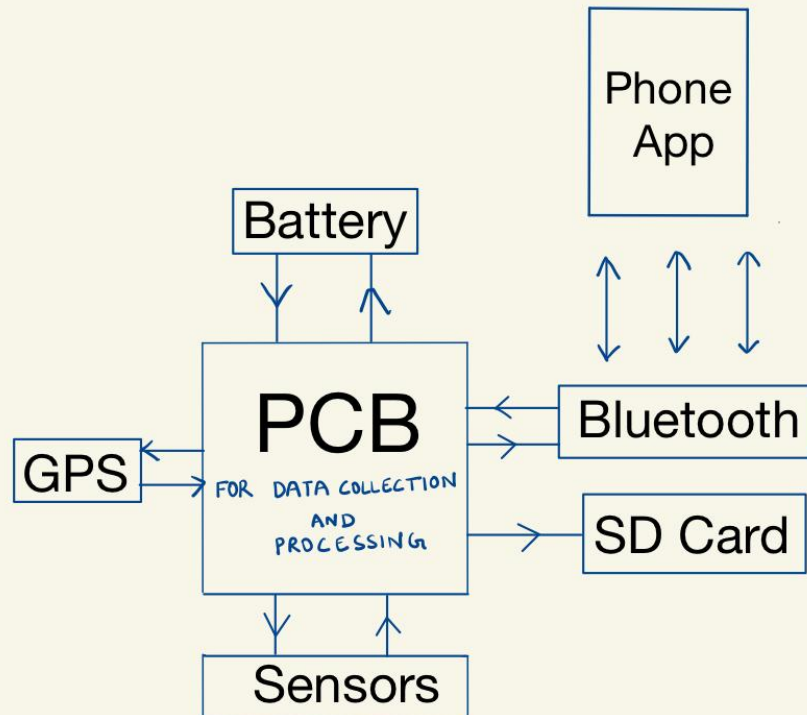 Phone
App
Battery
PCB
FOR DATA COLLECTION
AND
PROCESSING
Bluetooth
GPS
SD Card
Sensors